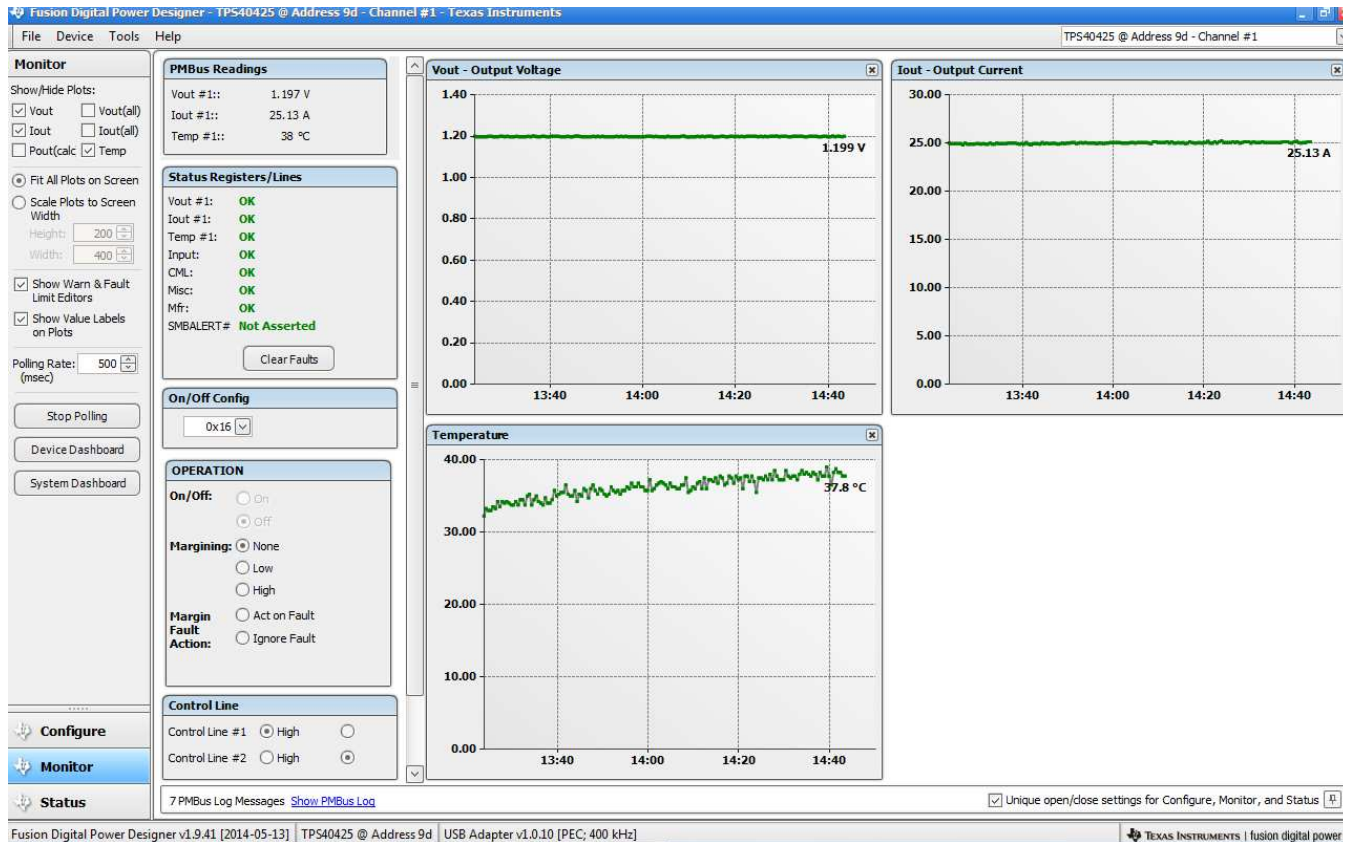 Fusion Digital Power Designer - TPS40425 @ Address 9d - Channel #1 - Texas Instruments
File Device Tools Help
TPS40425 @ Address 9d - Channel #1
Monitor
Show/Hide Plots:
Vout Vout(all)
Iout Iout(all)
Pout(calc Temp
Fit All Plots on Screen
Scale Plots to Screen
Width
Height: 200
Width: 400
Show Warn & Fault
Limit Editors
Show Value Labels
on Plots
Polling Rate: 500
(msec)
Stop Polling
Device Dashboard
System Dashboard
Configure
Monitor
Status
PMBus Readings
Vout #1:: 1.197 V
Iout #1:: 25.13 A
Temp #1:: 38 °C
Status Registers/Lines
Vout #1: OK
Iout #1: OK
Temp #1: OK
Input: OK
CML: OK
Misc: OK
Mfr: OK
SMBALERT# Not Asserted
Clear Faults
On/Off Config
0x16
OPERATION
On/Off: On
Off
Margining: None
Low
High
Margin Act on Fault
Fault
Action: Ignore Fault
Control Line
Control Line #1 High
Control Line #2 High
Vout - Output Voltage
1.40
1.20
1.199 V
1.00
0.80
0.60
0.40
0.20
0.00
13:40 14:00 14:20 14:40
Iout - Output Current
30.00
25.00
25.13 A
20.00
15.00
10.00
5.00
0.00
13:40 14:00 14:20 14:40
Temperature
40.00
37.8 °C
30.00
20.00
10.00
0.00
13:40 14:00 14:20 14:40
7 PMBus Log Messages Show PMBus Log
Unique open/close settings for Configure, Monitor, and Status
Fusion Digital Power Designer v1.9.41 [2014-05-13] TPS40425 @ Address 9d USB Adapter v1.0.10 [PEC; 400 kHz]
TEXAS INSTRUMENTS | fusion digital power